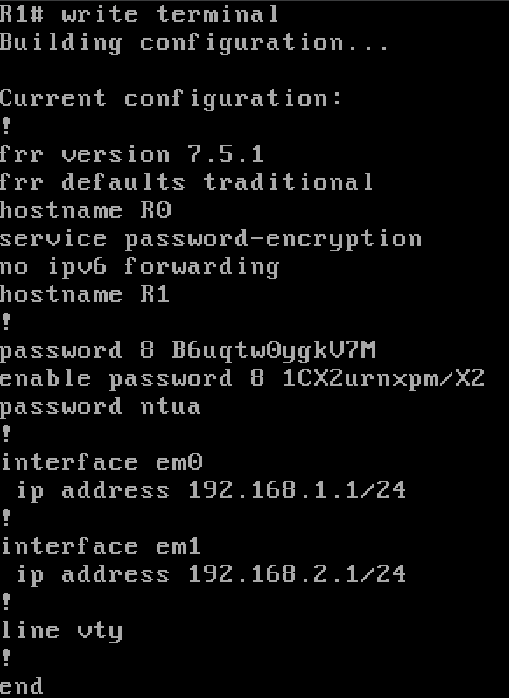 R1# write terminal
Building configuration...
Current configuration:
!
frr version 7.5.1
frr defaults traditional
hostname R0
service password-encryption
no ipv6 forwarding
hostname R1
!
password 8 B6uqtw0ygkV7M
enable password 8 1CX2urnxpm/X2
password ntua
!
interface em0
 ip address 192.168.1.1/24
!
interface em1
 ip address 192.168.2.1/24
!
line vty
!
end